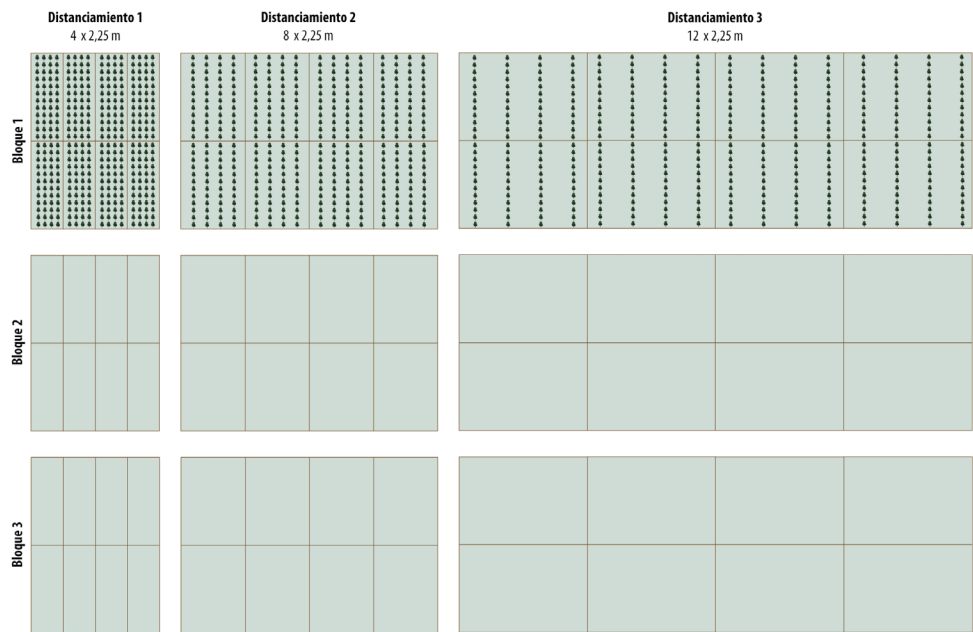 Distanciamiento 1
4 x 2,25 m
Distanciamiento 2
8 x 2,25 m
Distanciamiento 3
12 x 2,25 m
Bloque 1
Bloque 2
Bloque 3